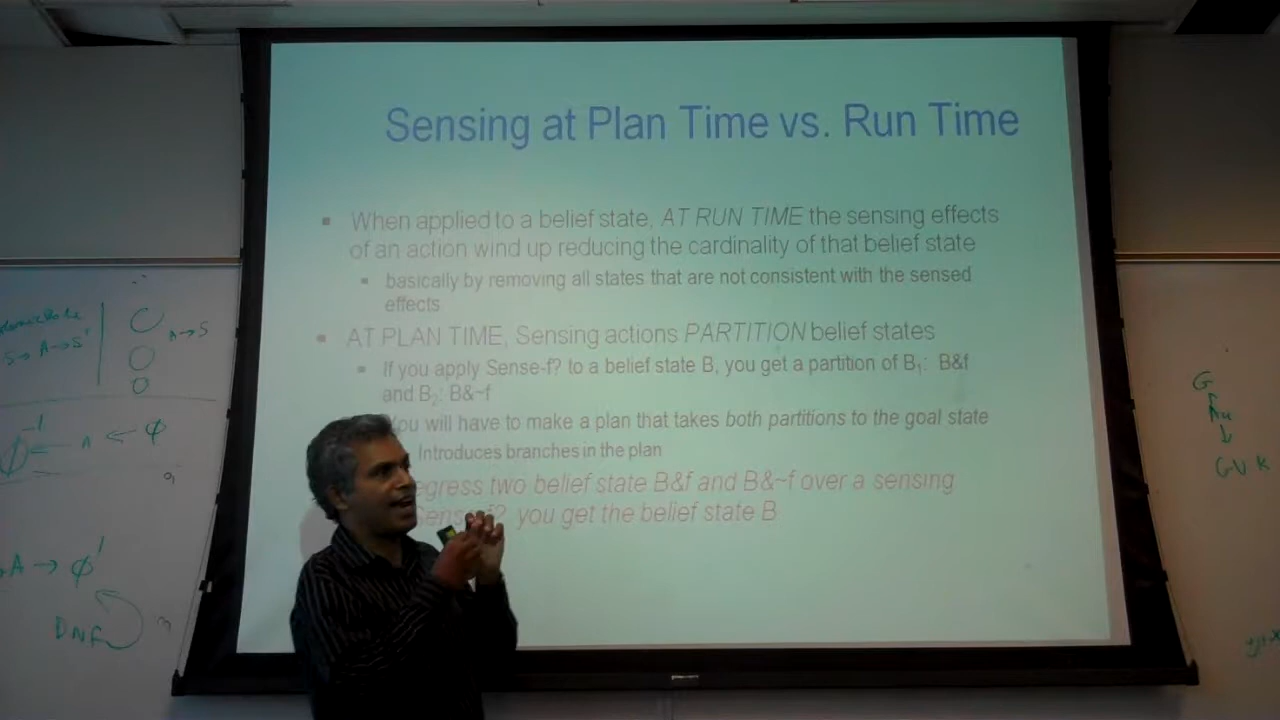 Sensing at Plan Time vs. Run Time
When applied to a belief state, AT RUN TIME the sensing effects
of an action wind up reducing the cardinality of that belief state
basically by removing all states that are not consistent with the sensed
effects
AT PLAN TIME, Sensing actions PARTITION belief states
If you apply Sense-f? to a belief state B, you get a partition of B₁: B&f
and B₂: B&~f
You will have to make a plan that takes both partitions to the goal state
Introduces branches in the plan
egress two belief state B&f and B&~f over a sensing
Sense-f? you get the belief state B
A→S
S→ A→S'
A ← φ
A → φ'
DNF
G
GVK